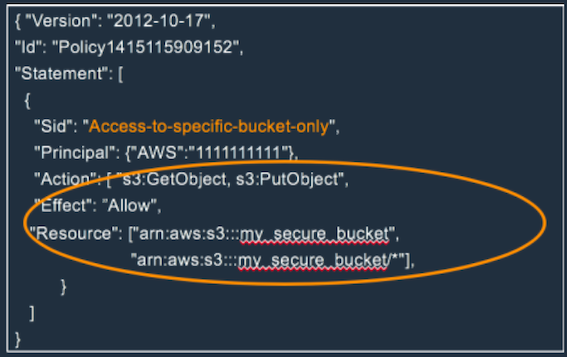 { "Version": "2012-10-17",
"Id": "Policy1415115909152",
"Statement": [
{
"Sid": "Access-to-specific-bucket-only",
"Principal": {"AWS":"1111111111"},
"Action": [ "s3:GetObject, s3:PutObject",
"Effect": "Allow",
"Resource": ["arn:aws:s3:::my_secure_bucket",
"arn:aws:s3:::my_secure_bucket/*"],
}
]
}